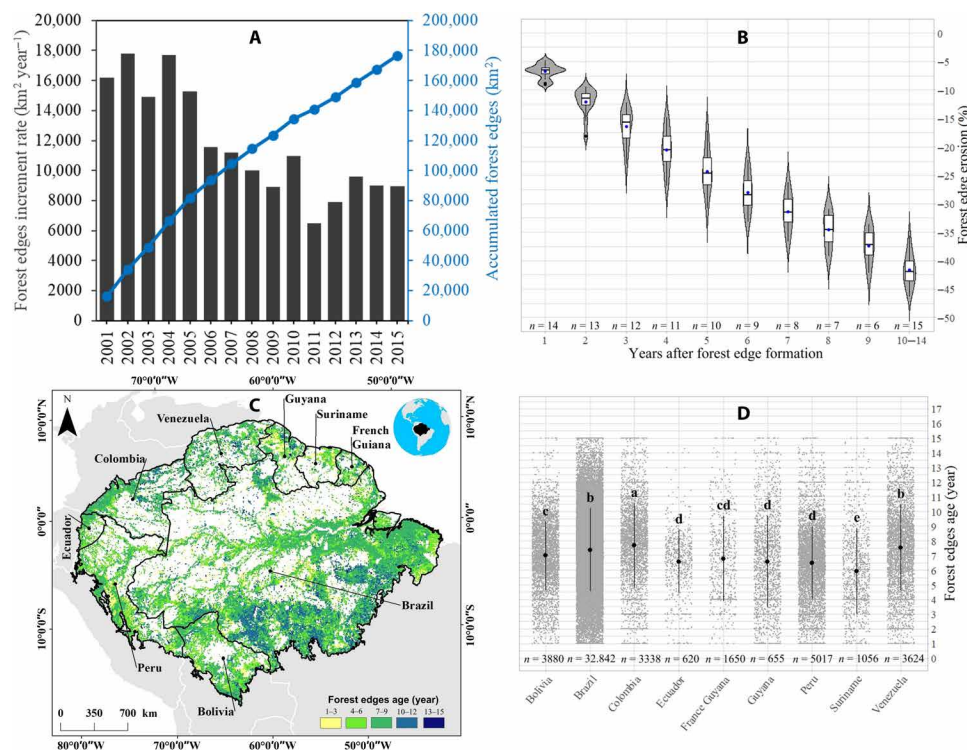 A
Forest edges increment rate (km² year⁻¹)
20,000
18,000
16,000
14,000
12,000
10,000
8000
6000
4000
2000
0
200,000
180,000
160,000
140,000
120,000
100,000
80,000
60,000
40,000
20,000
0
Accumulated forest edges (km²)
2001
2002
2003
2004
2005
2006
2007
2008
2009
2010
2011
2012
2013
2014
2015
B
0
−5
−10
−15
−20
−25
−30
−35
−40
−45
−50
Forest edge erosion (%)
n = 14 n = 13 n = 12 n = 11 n = 10 n = 9 n = 8 n = 7 n = 6 n = 15
1 2 3 4 5 6 7 8 9 10−14
Years after forest edge formation
70°0'0"W 60°0'0"W 50°0'0"W
N
C
Guyana
Venezuela
Suriname
French
Guiana
Colombia
Ecuador
Brazil
Peru
Bolivia
10°0'0"N
0°0'0"
10°0'0"S
10°0'0"N
0°0'0"
10°0'0"S
Forest edges age (year)
1–3 4–6 7–9 10–12 13–15
0 350 700 km
80°0'0"W 70°0'0"W 60°0'0"W 50°0'0"W
D
17
16
15
14
13
12
11
10
9
8
7
6
5
4
3
2
1
0
Forest edges age (year)
c b a d cd d d e b
n = 3880 n = 32.842 n = 3338 n = 620 n = 1650 n = 655 n = 5017 n = 1056 n = 3624
Bolivia
Brazil
Colombia
Ecuador
France Guyana
Guyana
Peru
Suriname
Venezuela